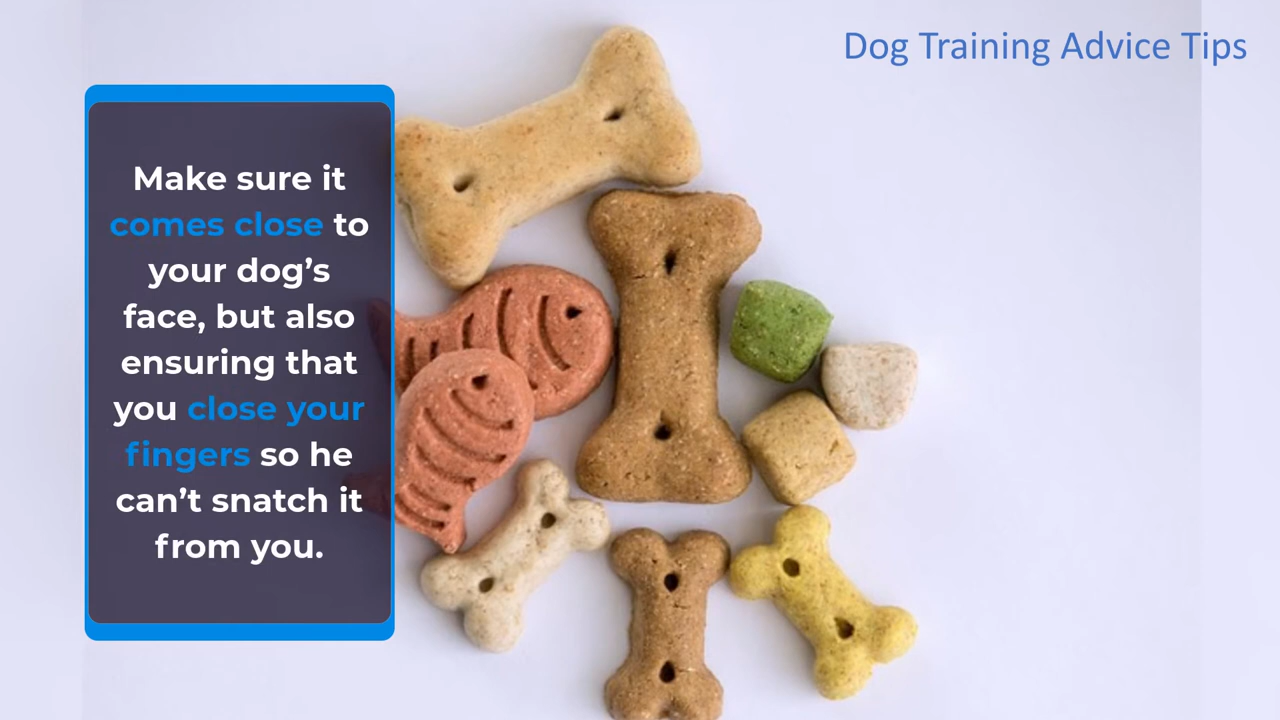 Dog Training Advice Tips
Make sure it
comes close to
your dog’s
face, but also
ensuring that
you close your
fingers so he
can’t snatch it
from you.